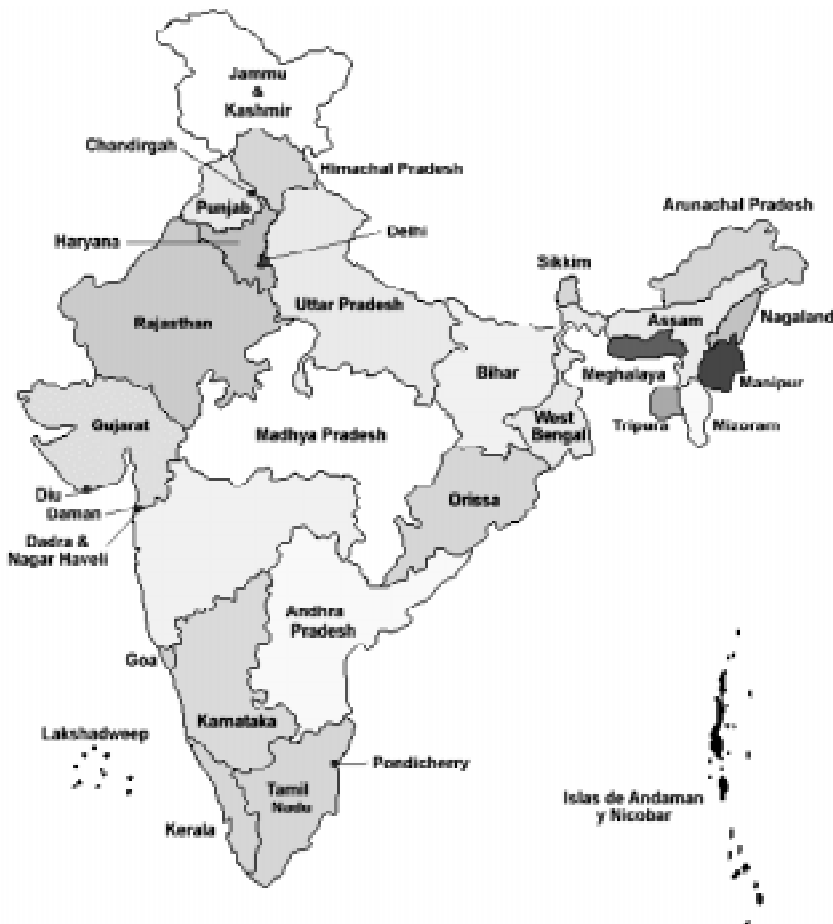 Jammu
&
Kashmir
Chandirgah
Himachal Pradesh
Punjab
Arunachal Pradesh
Haryana
Delhi
Sikkim
Uttar Pradesh
Rajasthan
Assam
Nagaland
Bihar
Meghalaya
Manipur
Gujarat
Madhya Pradesh
West
Bengal
Tripura
Mizoram
Diu
Daman
Orissa
Dadra &
Nagar Haveli
Andhra
Pradesh
Goa
Karnataka
Lakshadweep
Pondicherry
Tamil
Nadu
Islas de Andaman
y Nicobar
Kerala